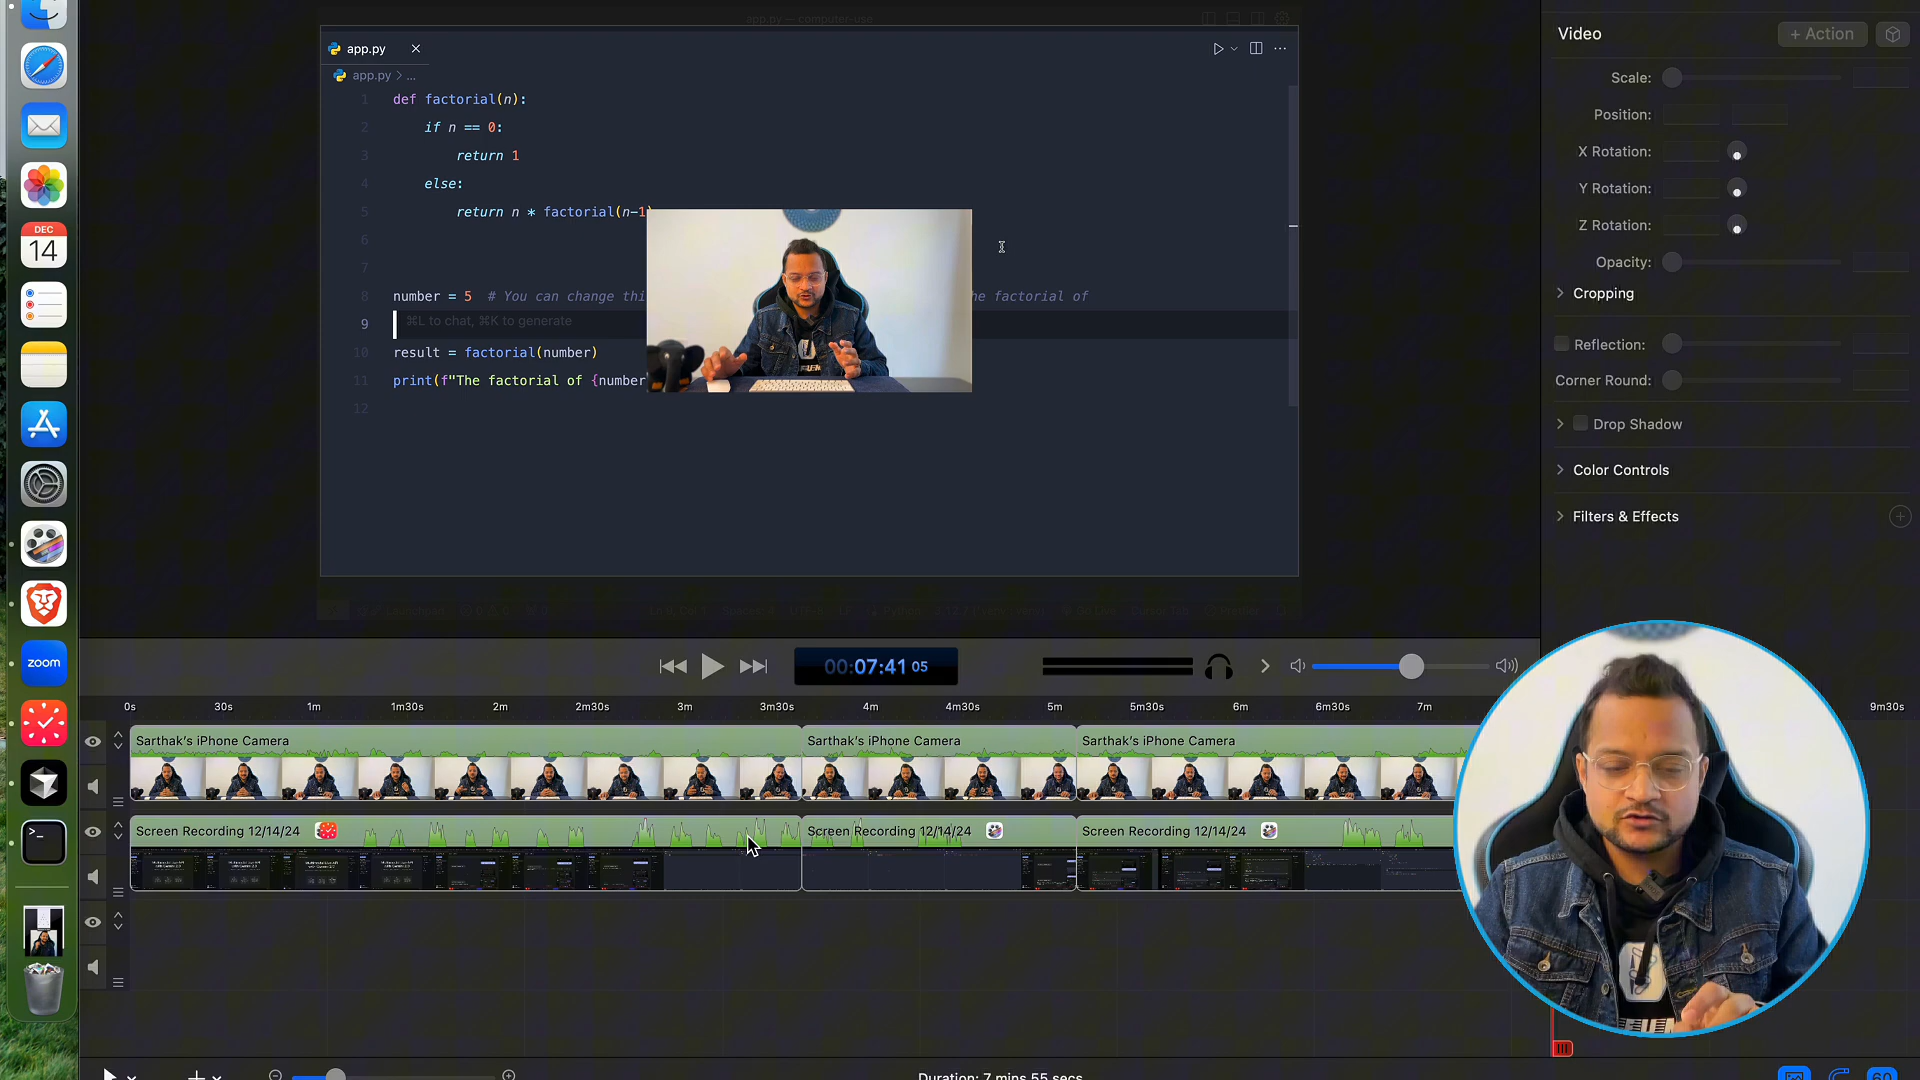 app.py — computer-use
app.py
app.py > ...
1 def factorial(n):
2 if n == 0:
3 return 1
4 else:
5 return n * factorial(n-1)
6
7
8 number = 5 # You can change thi
he factorial of
9 ⌘L to chat, ⌘K to generate
10 result = factorial(number)
11 print(f"The factorial of {number
12
Video
+ Action
Scale:
Position:
X Rotation:
Y Rotation:
Z Rotation:
Opacity:
Cropping
Reflection:
Corner Round:
Drop Shadow
Color Controls
Filters & Effects
DEC
14
zoom
00:07:41 05
0s 30s 1m 1m30s 2m 2m30s 3m 3m30s 4m 4m30s 5m 5m30s 6m 6m30s 7m 9m30s
Sarthak's iPhone Camera
Sarthak's iPhone Camera
Sarthak's iPhone Camera
Screen Recording 12/14/24
Screen Recording 12/14/24
Screen Recording 12/14/24
Duration: 7 mins 55 secs
60